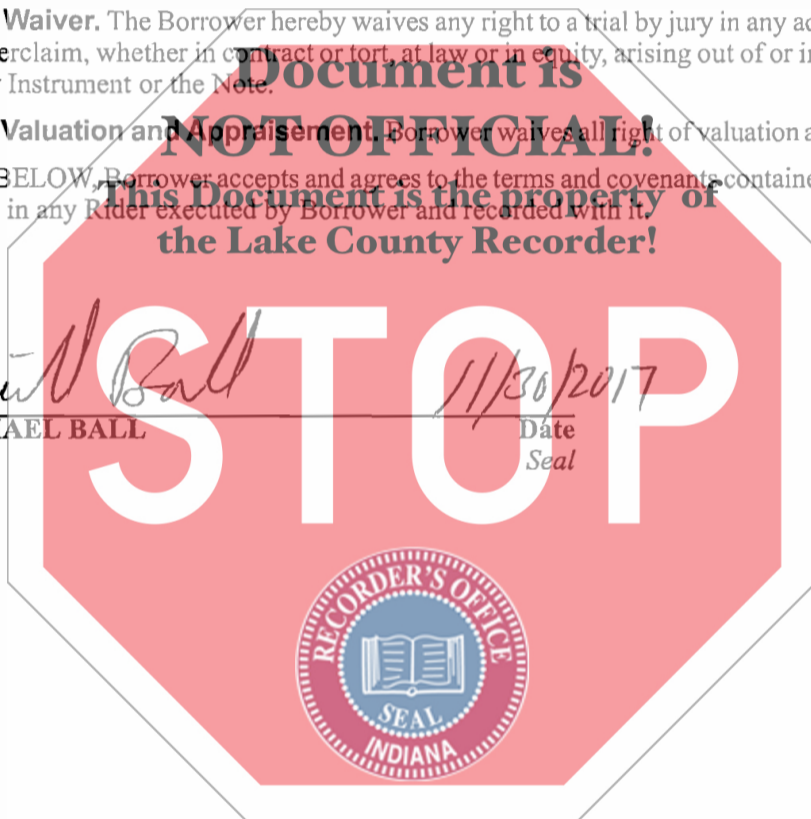 Waiver. The Borrower hereby waives any right to a trial by jury in any
erclaim, whether in contract or tort, at law or in equity, arising out of or
Instrument or the Note.
Document is
Valuation and Appraisement. Borrower waives all right of valuation
NOT OFFICIAL!
BELOW, Borrower accepts and agrees to the terms and covenants containe
in any Rider executed by Borrower and recorded with it.
This Document is the property of
the Lake County Recorder!
STOP
Ball 11/30/2017
AEL BALL Date
Seal
RECORDER'S OFFICE
SEAL
INDIANA